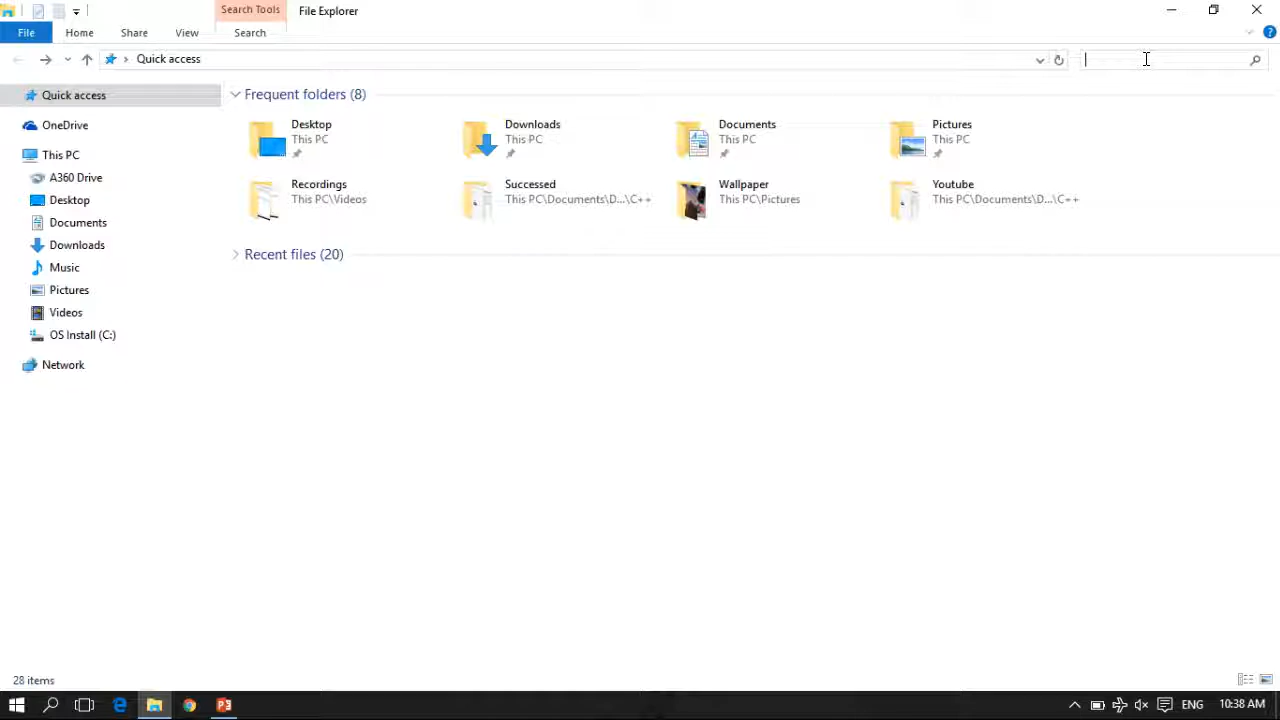 Search Tools
File Explorer
File
Home
Share
View
Search
Quick access
Quick access
OneDrive
This PC
A360 Drive
Desktop
Documents
Downloads
Music
Pictures
Videos
OS Install (C:)
Network
Frequent folders (8)
Desktop
This PC
Downloads
This PC
Documents
This PC
Pictures
This PC
Recordings
This PC\Videos
Successed
This PC\Documents\D...\C++
Wallpaper
This PC\Pictures
Youtube
This PC\Documents\D...\C++
Recent files (20)
28 items
ENG
10:38 AM